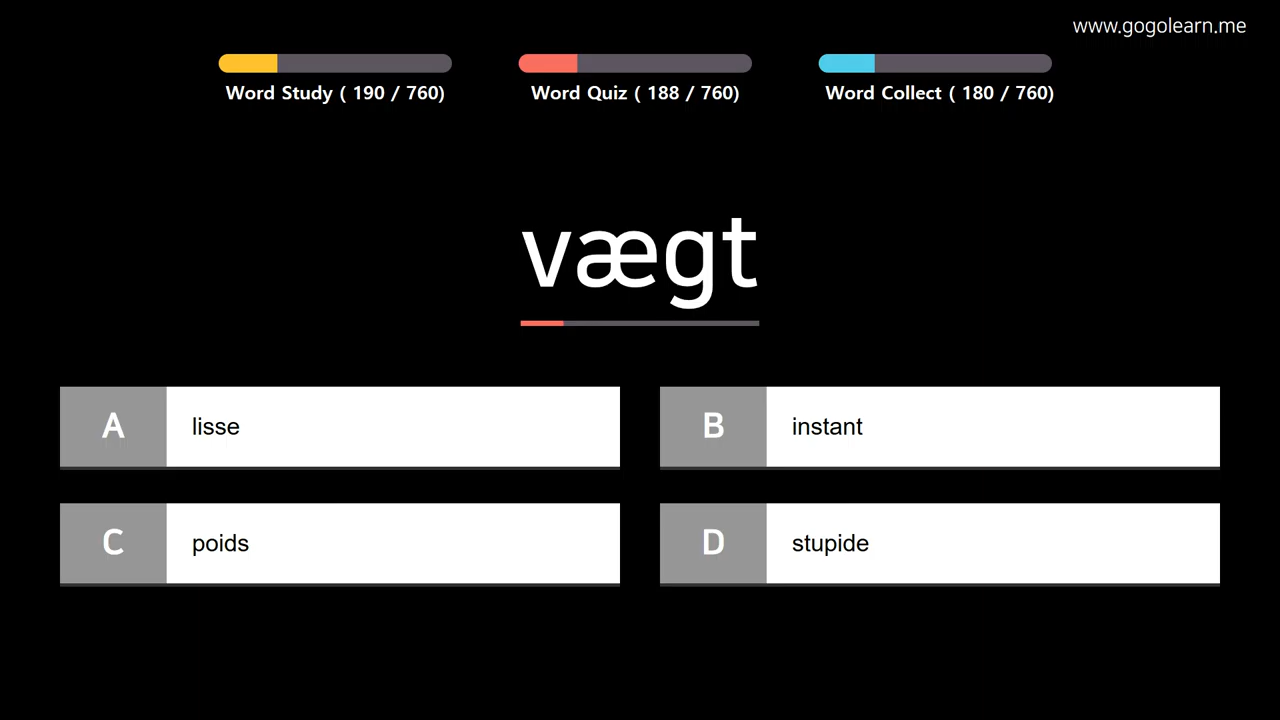 www.gogolearn.me
Word Study ( 190 / 760)
Word Quiz ( 188 / 760)
Word Collect ( 180 / 760)
vægt
A lisse
B instant
C poids
D stupide